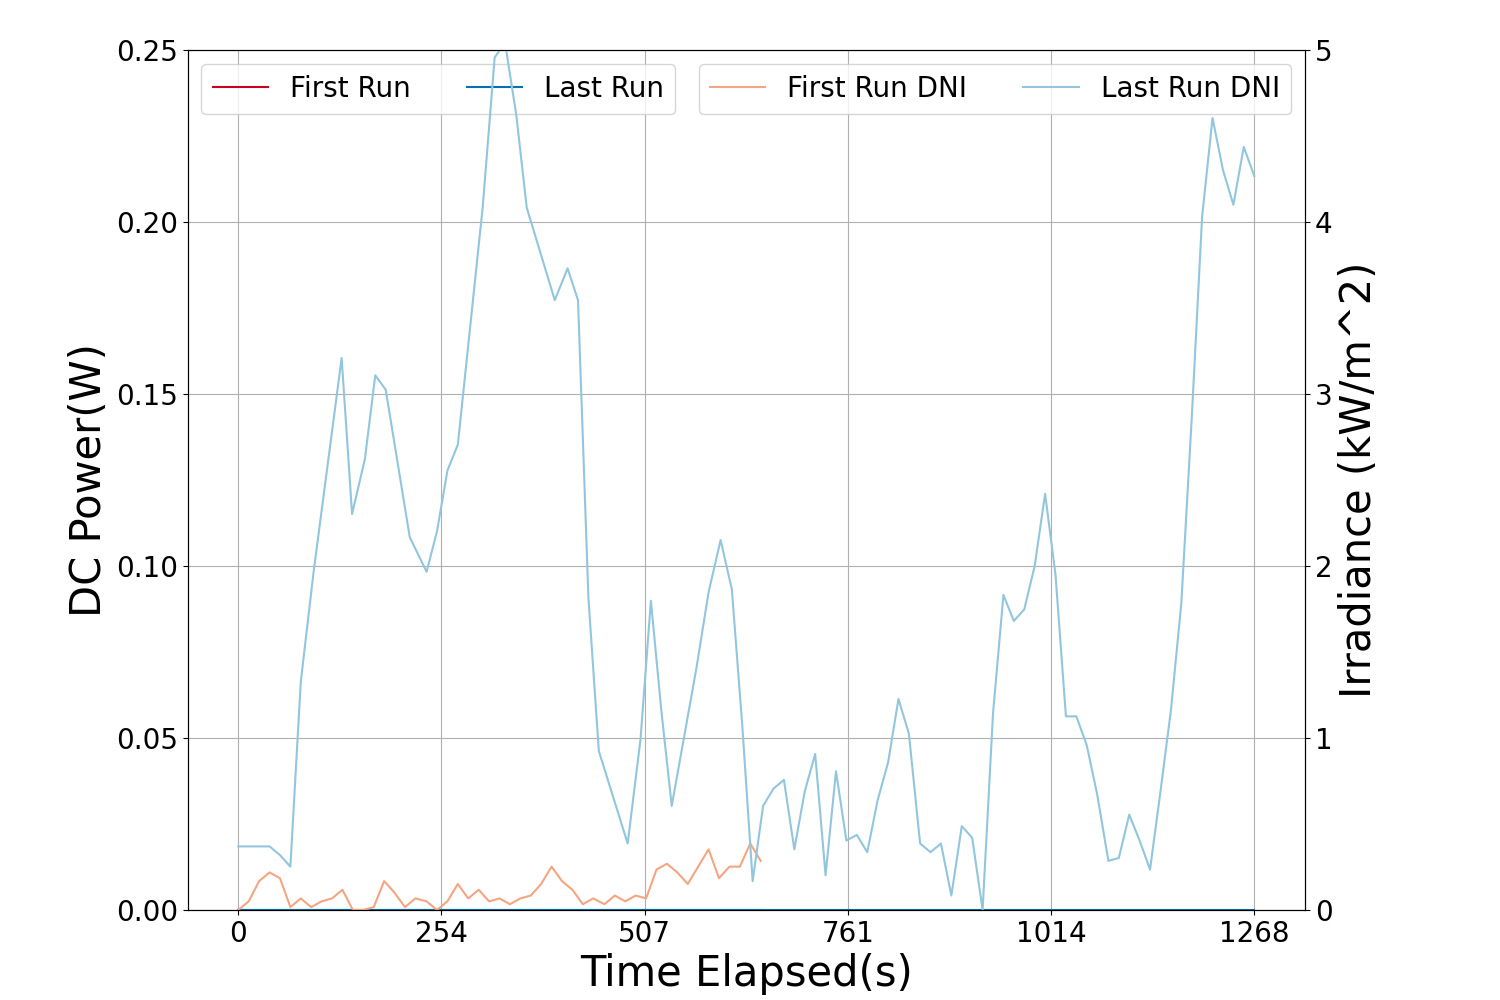 First Run
Last Run
First Run DNI
Last Run DNI
DC Power(W)
0.25
0.20
0.15
0.10
0.05
0.00
5
4
3
2
1
0
Irradiance (kW/m^2)
0 254 507 761 1014 1268
Time Elapsed(s)